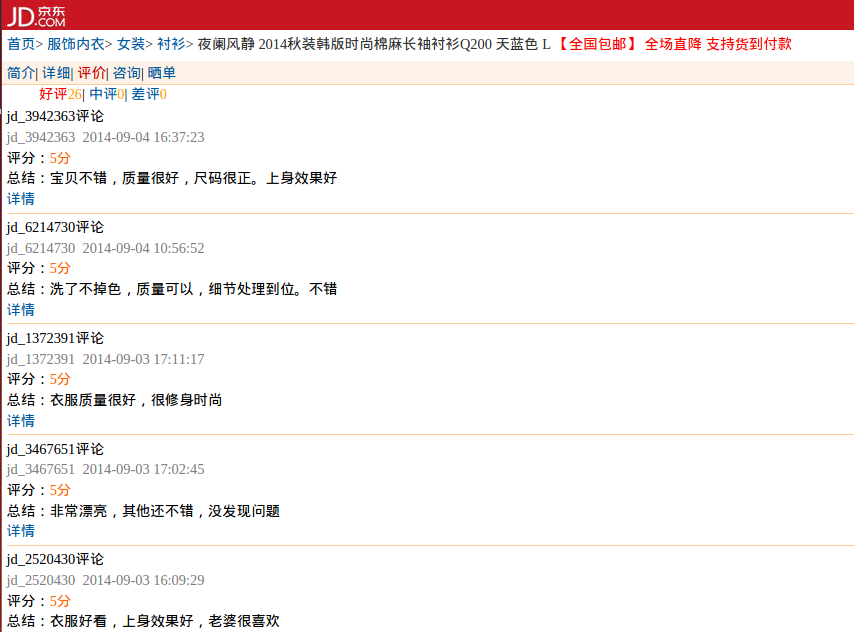 JD 京东
.COM
首页> 服饰内衣> 女装> 衬衫> 夜阑风静 2014秋装韩版时尚棉麻长袖衬衫Q200 天蓝色 L 【全国包邮】 全场直降 支持货到付款
简介| 详细| 评价| 咨询| 晒单
好评26| 中评0| 差评0
jd_3942363评论
jd_3942363 2014-09-04 16:37:23
评分：5分
总结：宝贝不错，质量很好，尺码很正。上身效果好
详情
jd_6214730评论
jd_6214730 2014-09-04 10:56:52
评分：5分
总结：洗了不掉色，质量可以，细节处理到位。不错
详情
jd_1372391评论
jd_1372391 2014-09-03 17:11:17
评分：5分
总结：衣服质量很好，很修身时尚
详情
jd_3467651评论
jd_3467651 2014-09-03 17:02:45
评分：5分
总结：非常漂亮，其他还不错，没发现问题
详情
jd_2520430评论
jd_2520430 2014-09-03 16:09:29
评分：5分
总结：衣服好看，上身效果好，老婆很喜欢